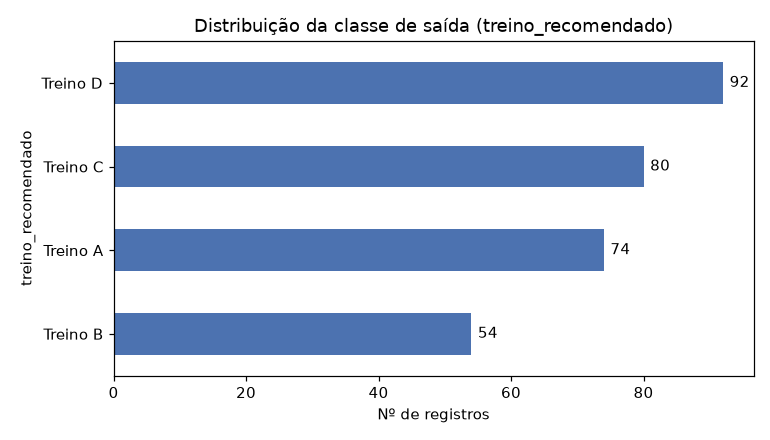 Distribuição da classe de saída (treino_recomendado)
treino_recomendado
Treino D
92
Treino C
80
Treino A
74
Treino B
54
0 20 40 60 80
Nº de registros